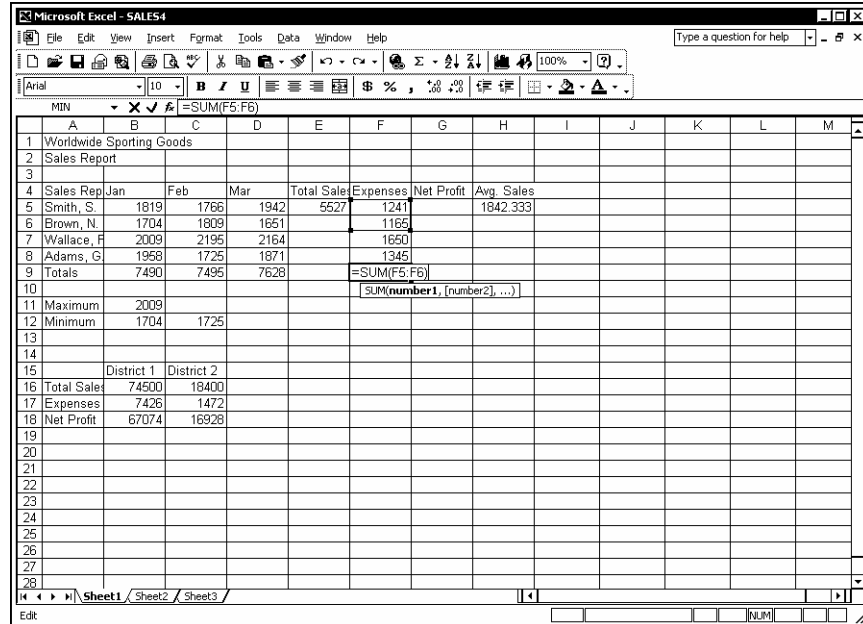 Microsoft Excel - SALES4
File Edit View Insert Format Tools Data Window Help Type a question for help
100%
Arial 10 B I U $ % ,
MIN =SUM(F5:F6)
A B C D E F G H I J K L M
1 Worldwide Sporting Goods
2 Sales Report
3
4 Sales Rep Jan Feb Mar Total Sales Expenses Net Profit Avg. Sales
5 Smith, S. 1819 1766 1942 5527 1241 1842.333
6 Brown, N. 1704 1809 1651 1165
7 Wallace, F 2009 2195 2164 1650
8 Adams, G. 1958 1725 1871 1345
9 Totals 7490 7495 7628 =SUM(F5:F6)
10 SUM(number1, [number2], ...)
11 Maximum 2009
12 Minimum 1704 1725
13
14
15 District 1 District 2
16 Total Sales 74500 18400
17 Expenses 7426 1472
18 Net Profit 67074 16928
19
20
21
22
23
24
25
26
27
28
Sheet1 Sheet2 Sheet3
Edit NUM